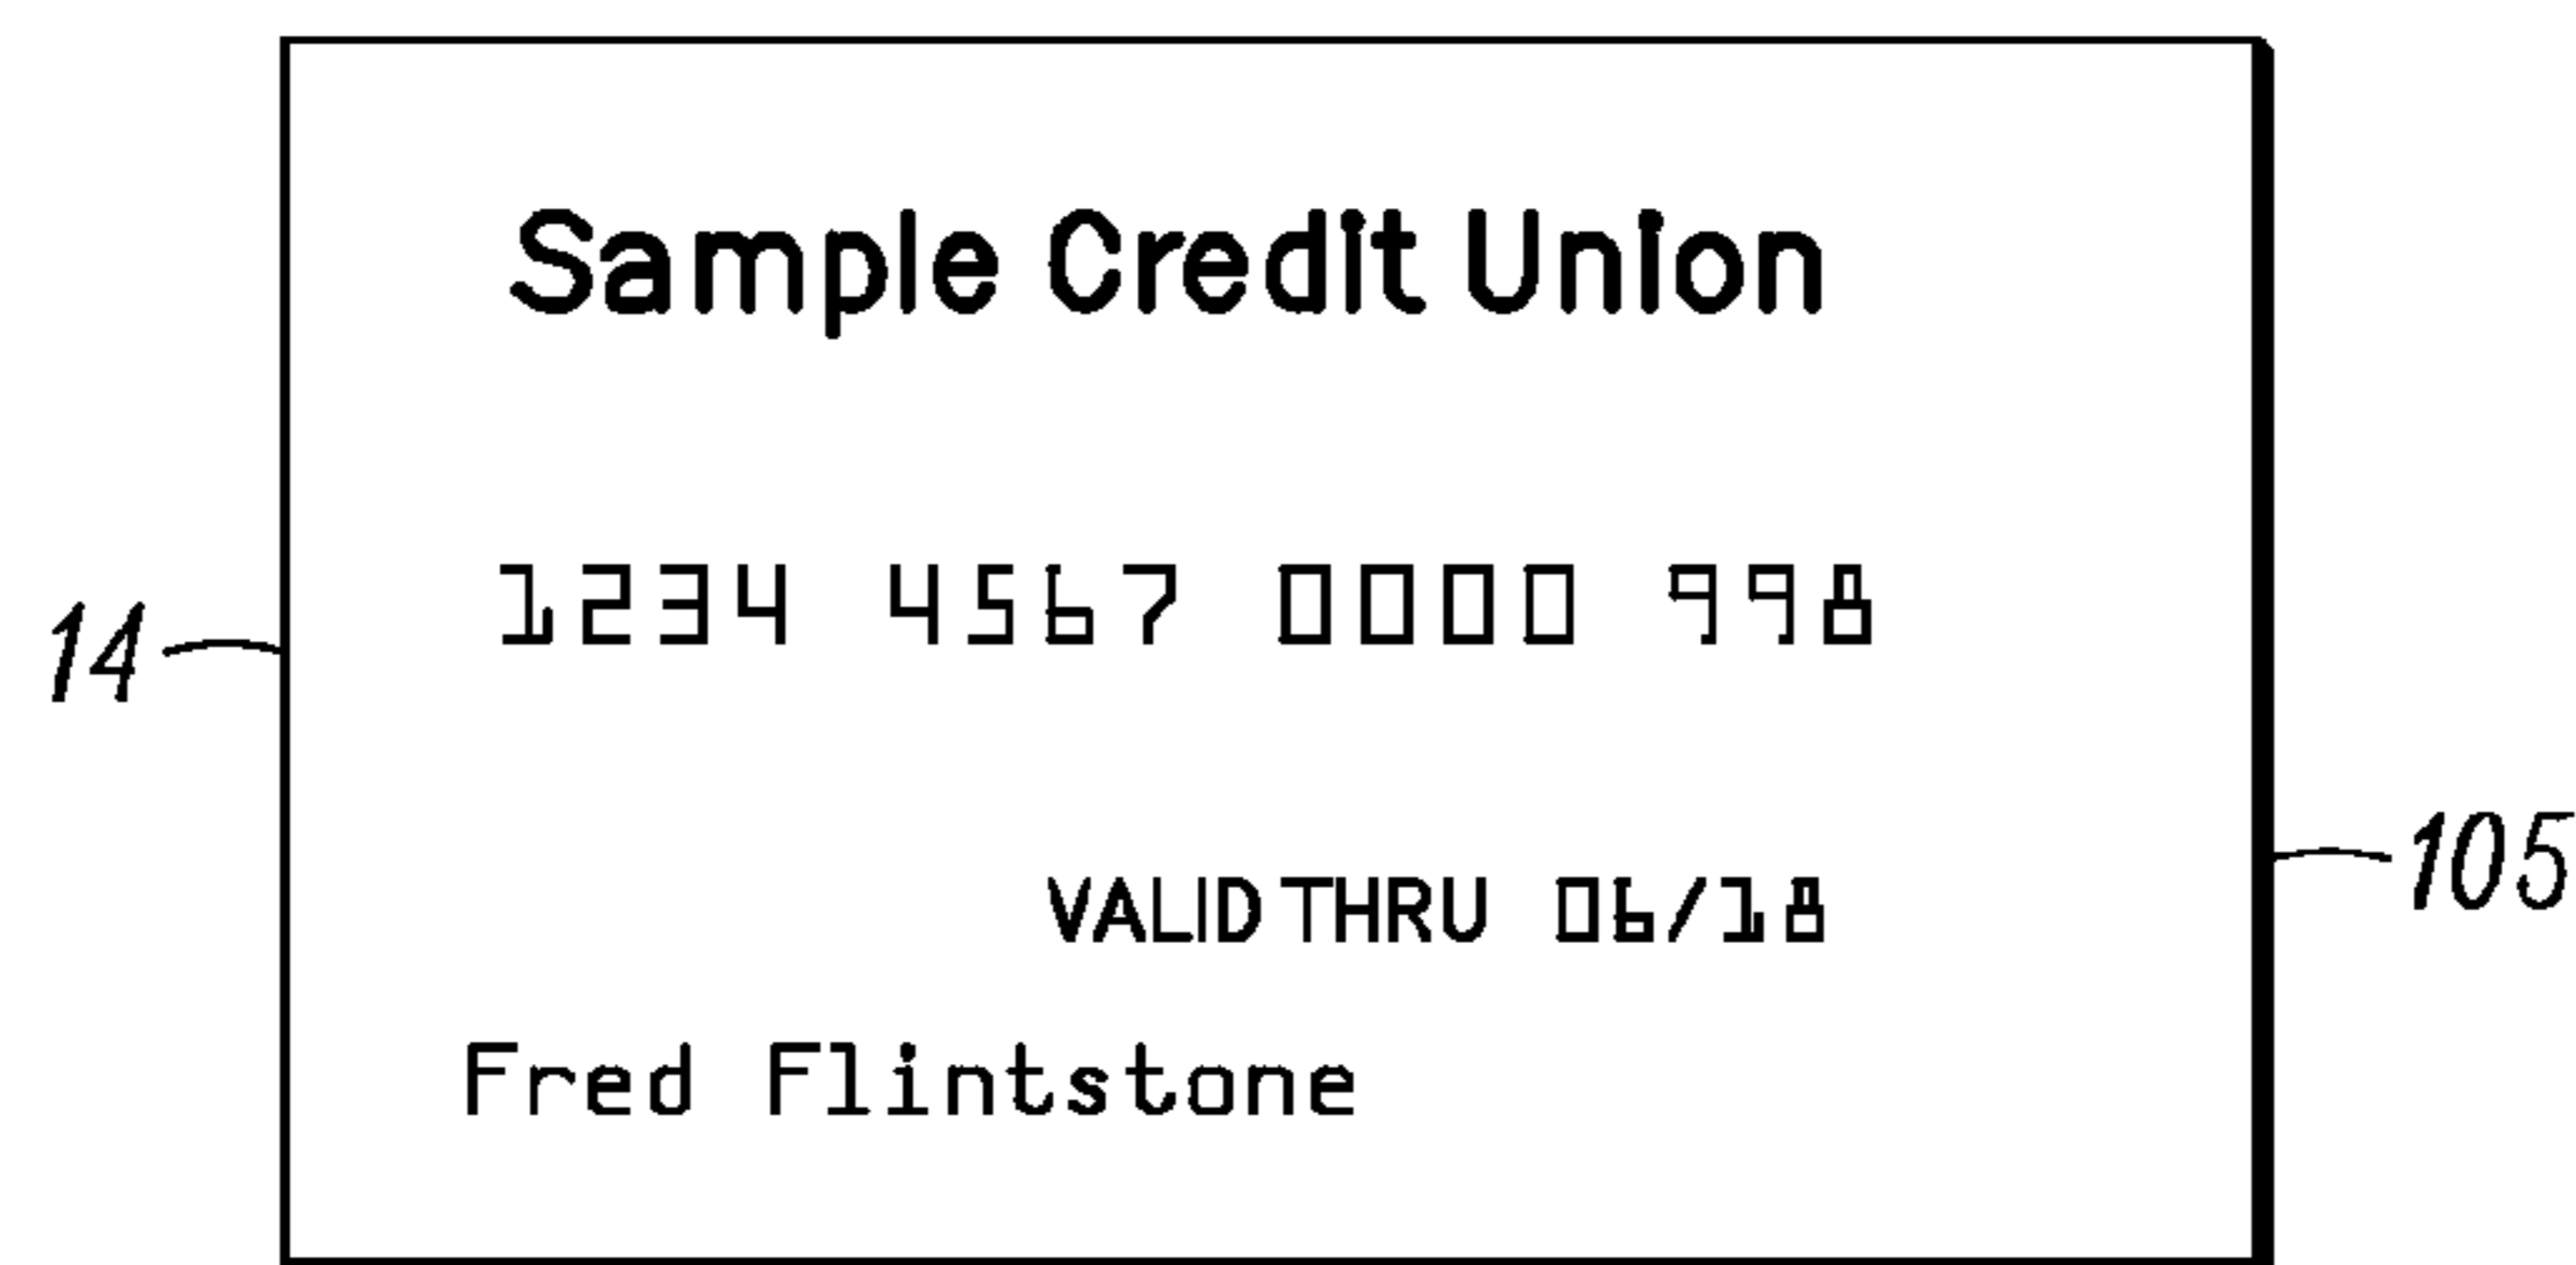 Sample Credit Union
1234 4567 0000 998
14
105
VALID THRU 06/18
Fred Flintstone